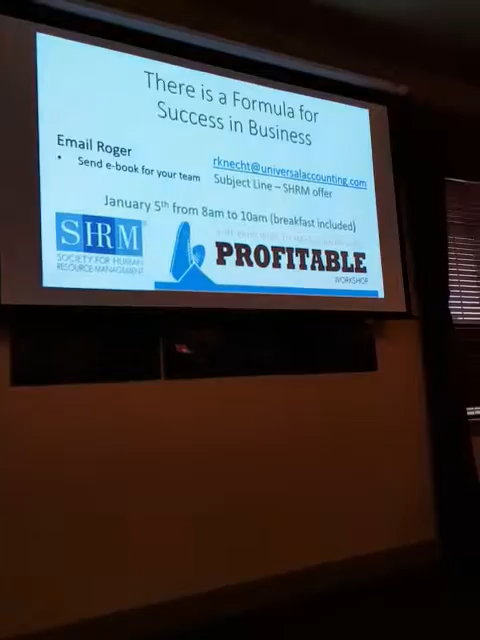 There is a Formula for
Success in Business
Email Roger
• Send e-book for your team
rknecht@universalaccounting.com
Subject Line – SHRM offer
January 5th from 8am to 10am (breakfast included)
SHRM®
SOCIETY FOR HUMAN
RESOURCE MANAGEMENT
PROFITABLE
WORKSHOP